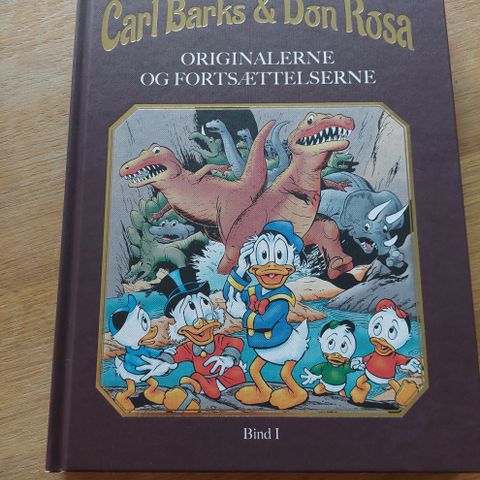 Carl Barks & Don Rosa
ORIGINALERNE
OG FORTSÆTTELSERNE
Bind I